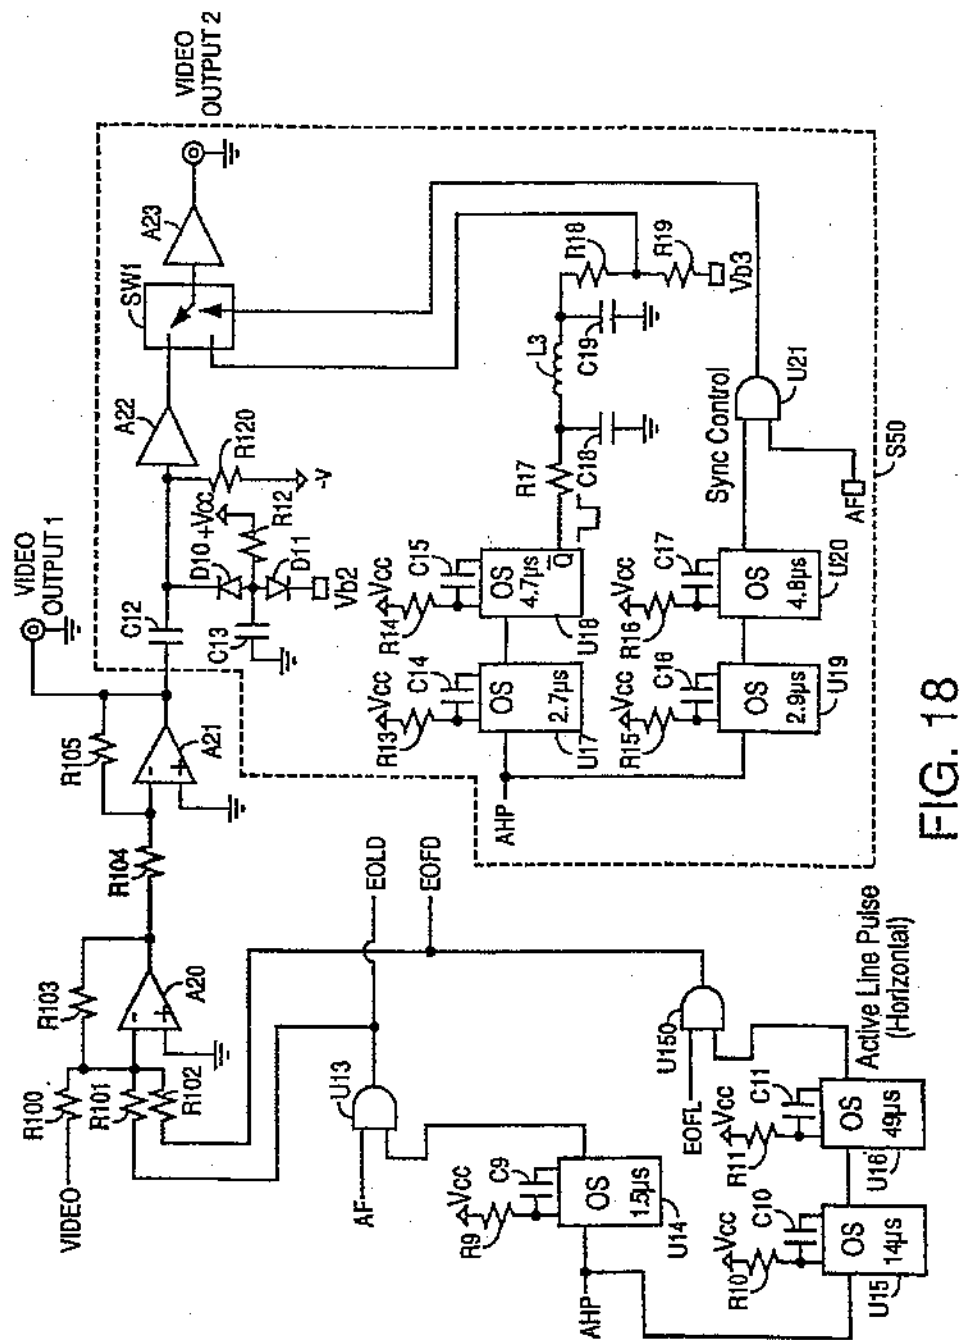 VIDEO
OUTPUT 1
VIDEO
OUTPUT 2
VIDEO
R100
R101
R102
R103
A20
R104
R105
A21
C12
A22
SW1
A23
D10
+Vcc
R120
-V
R12
D11
C13
Vb2
AF
U13
EOLD
EOFD
R9
Vcc
C9
OS
1.5µs
U14
AHP
AHP
R13
Vcc
C14
OS
2.7µs
U17
R14
Vcc
C15
OS
4.7µs
Q
U18
R17
C18
L3
C19
R18
R19
Vb3
R15
Vcc
C16
OS
2.9µs
U19
R16
Vcc
C17
OS
4.8µs
U20
Sync Control
U21
AF
S50
EOFL
U150
R10
Vcc
C10
OS
14µs
U15
R11
Vcc
C11
OS
49µs
U16
Active Line Pulse
(Horizontal)
FIG. 18